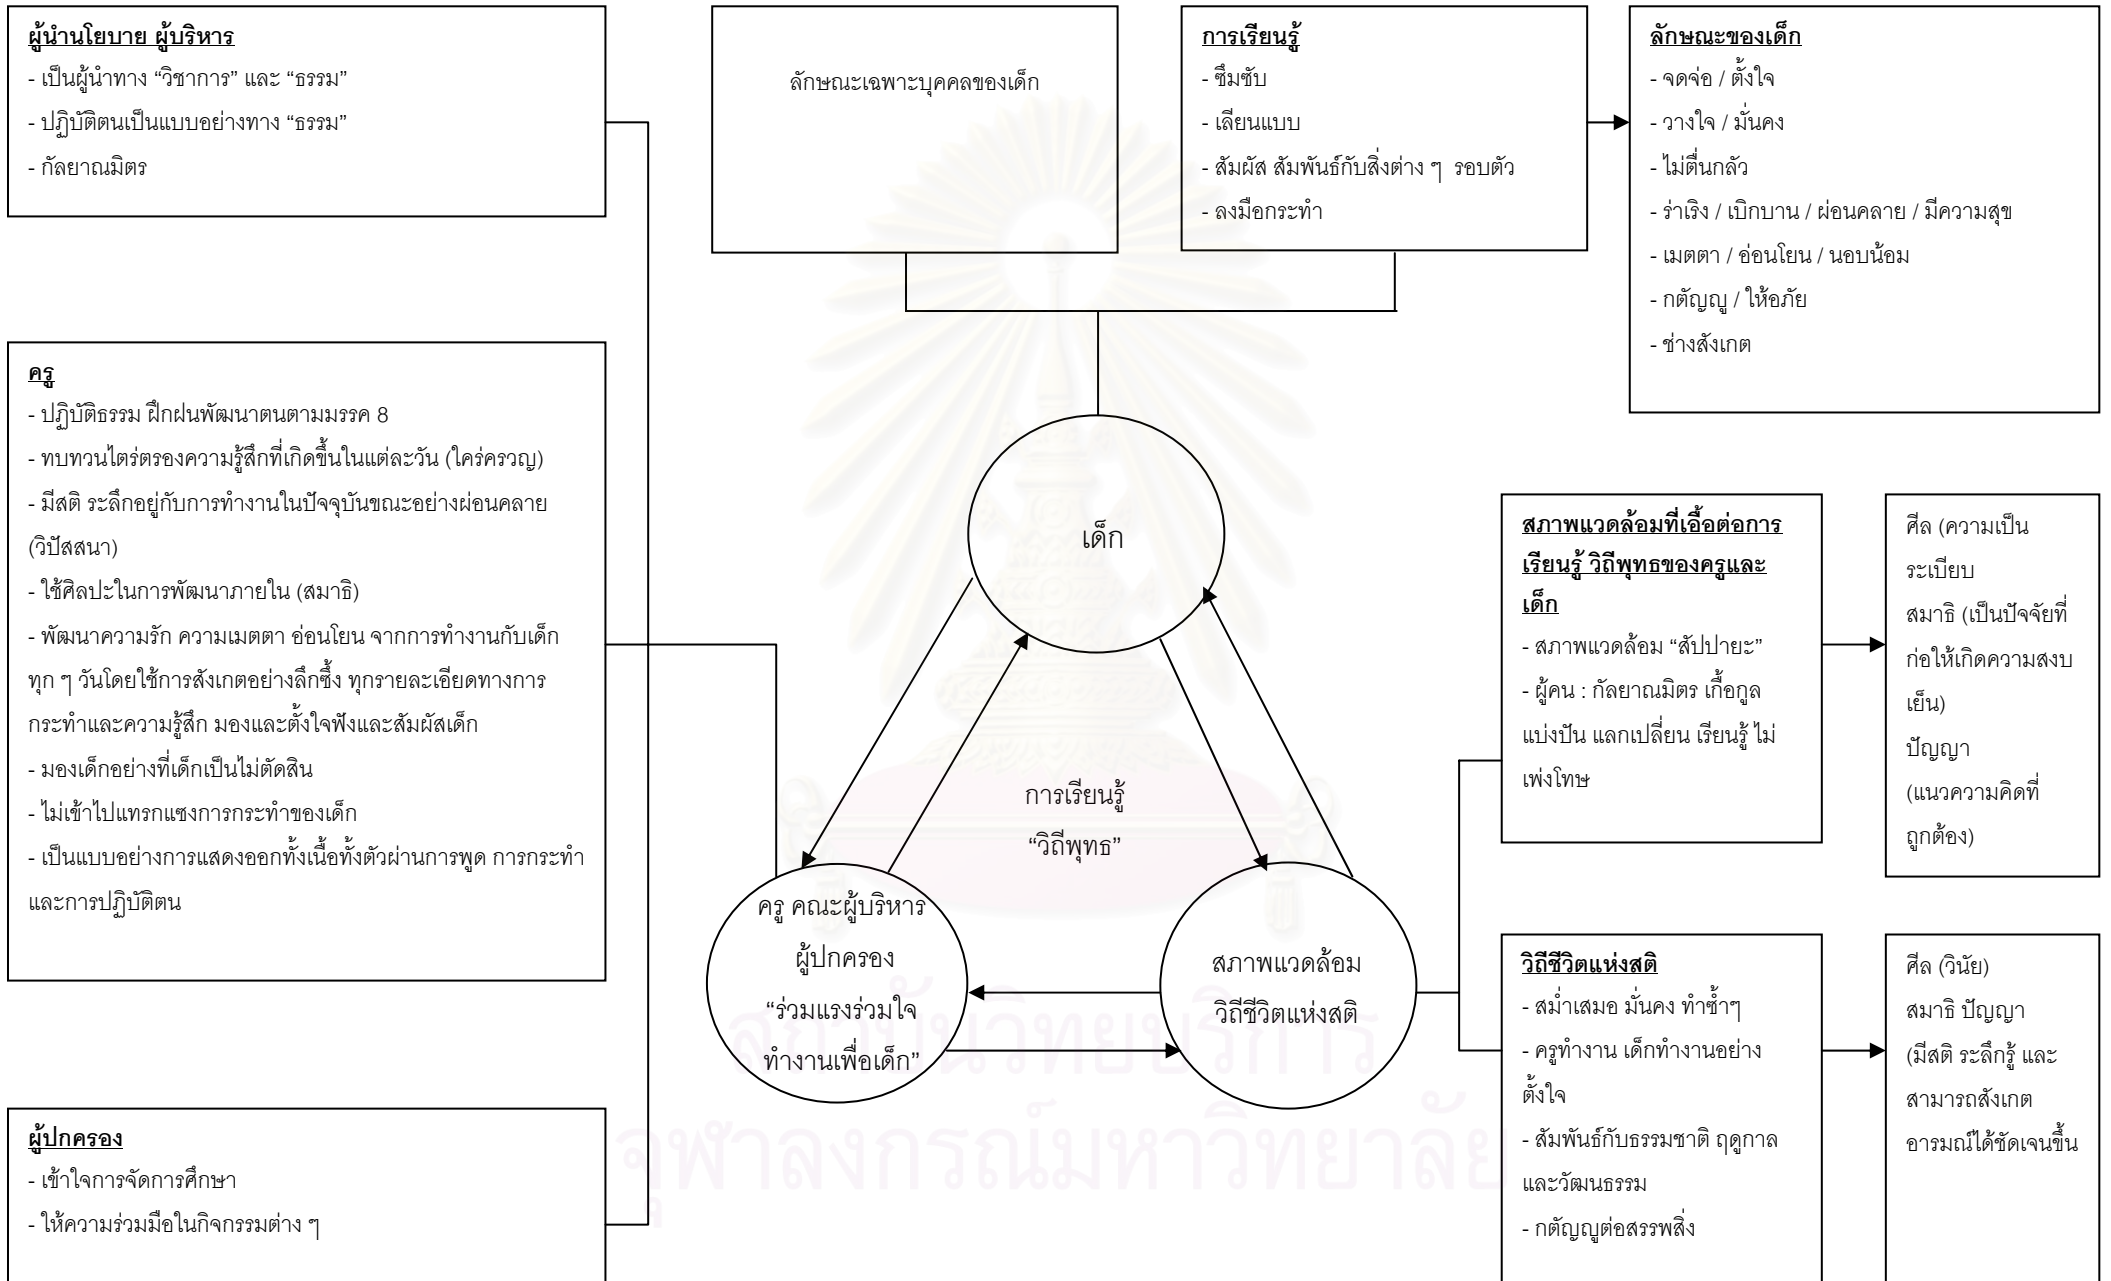 ผู้นำนโยบาย ผู้บริหาร
- เป็นผู้นำทาง “วิชาการ” และ “ธรรม”
- ปฏิบัติตนเป็นแบบอย่างทาง “ธรรม”
- กัลยาณมิตร
ลักษณะเฉพาะบุคคลของเด็ก
การเรียนรู้
- ซึมซับ
- เลียนแบบ
- สัมผัส สัมพันธ์กับสิ่งต่าง ๆ รอบตัว
- ลงมือกระทำ
ลักษณะของเด็ก
- จดจ่อ / ตั้งใจ
- วางใจ / มั่นคง
- ไม่ตื่นกลัว
- ร่าเริง / เบิกบาน / ผ่อนคลาย / มีความสุข
- เมตตา / อ่อนโยน / นอบน้อม
- กตัญญู / ให้อภัย
- ช่างสังเกต
ครู
- ปฏิบัติธรรม ฝึกฝนพัฒนาตนตามมรรค 8
- ทบทวนไตร่ตรองความรู้สึกที่เกิดขึ้นในแต่ละวัน (ใคร่ครวญ)
- มีสติ ระลึกอยู่กับการทำงานในปัจจุบันขณะอย่างผ่อนคลาย
(วิปัสสนา)
- ใช้ศิลปะในการพัฒนาภายใน (สมาธิ)
- พัฒนาความรัก ความเมตตา อ่อนโยน จากการทำงานกับเด็ก
ทุก ๆ วันโดยใช้การสังเกตอย่างลึกซึ้ง ทุกรายละเอียดทางการ
กระทำและความรู้สึก มองและตั้งใจฟังและสัมผัสเด็ก
- มองเด็กอย่างที่เด็กเป็นไม่ตัดสิน
- ไม่เข้าไปแทรกแซงการกระทำของเด็ก
- เป็นแบบอย่างการแสดงออกทั้งเนื้อทั้งตัวผ่านการพูด การกระทำ
และการปฏิบัติตน
เด็ก
การเรียนรู้
“วิถีพุทธ”
ครู คณะผู้บริหาร
ผู้ปกครอง
“ร่วมแรงร่วมใจ
ทำงานเพื่อเด็ก”
สภาพแวดล้อม
วิถีชีวิตแห่งสติ
สภาพแวดล้อมที่เอื้อต่อการ
เรียนรู้ วิถีพุทธของครูและ
เด็ก
- สภาพแวดล้อม “สัปปายะ”
- ผู้คน : กัลยาณมิตร เกื้อกูล
แบ่งปัน แลกเปลี่ยน เรียนรู้ ไม่
เพ่งโทษ
ศีล (ความเป็น
ระเบียบ
สมาธิ (เป็นปัจจัยที่
ก่อให้เกิดความสงบ
เย็น)
ปัญญา
(แนวความคิดที่
ถูกต้อง)
วิถีชีวิตแห่งสติ
- สม่ำเสมอ มั่นคง ทำซ้ำๆ
- ครูทำงาน เด็กทำงานอย่าง
ตั้งใจ
- สัมพันธ์กับธรรมชาติ ฤดูกาล
และวัฒนธรรม
- กตัญญูต่อสรรพสิ่ง
ศีล (วินัย)
สมาธิ ปัญญา
(มีสติ ระลึกรู้ และ
สามารถสังเกต
อารมณ์ได้ชัดเจนขึ้น
ผู้ปกครอง
- เข้าใจการจัดการศึกษา
- ให้ความร่วมมือในกิจกรรมต่าง ๆ
สถาบันวิทยบริการ
จุฬาลงกรณ์มหาวิทยาลัย